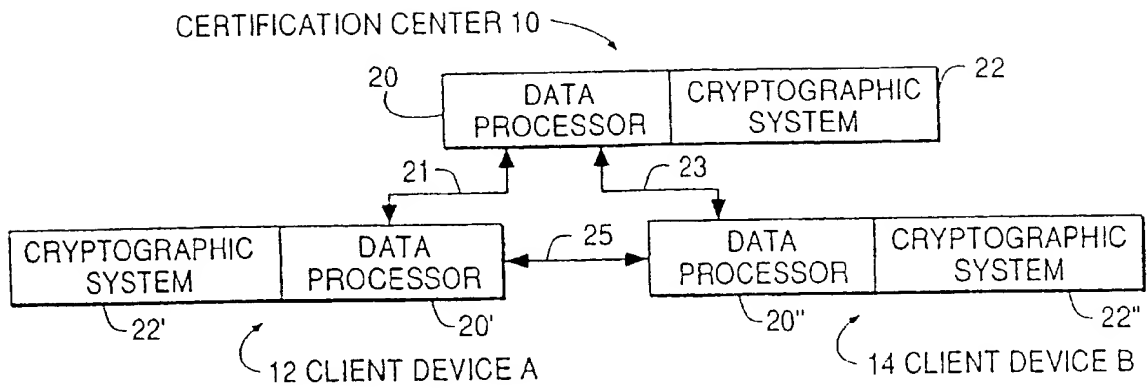 CERTIFICATION CENTER 10
20
DATA
PROCESSOR
CRYPTOGRAPHIC
SYSTEM
22
21
23
CRYPTOGRAPHIC
SYSTEM
DATA
PROCESSOR
25
DATA
PROCESSOR
CRYPTOGRAPHIC
SYSTEM
22'
20'
20"
22"
12 CLIENT DEVICE A
14 CLIENT DEVICE B